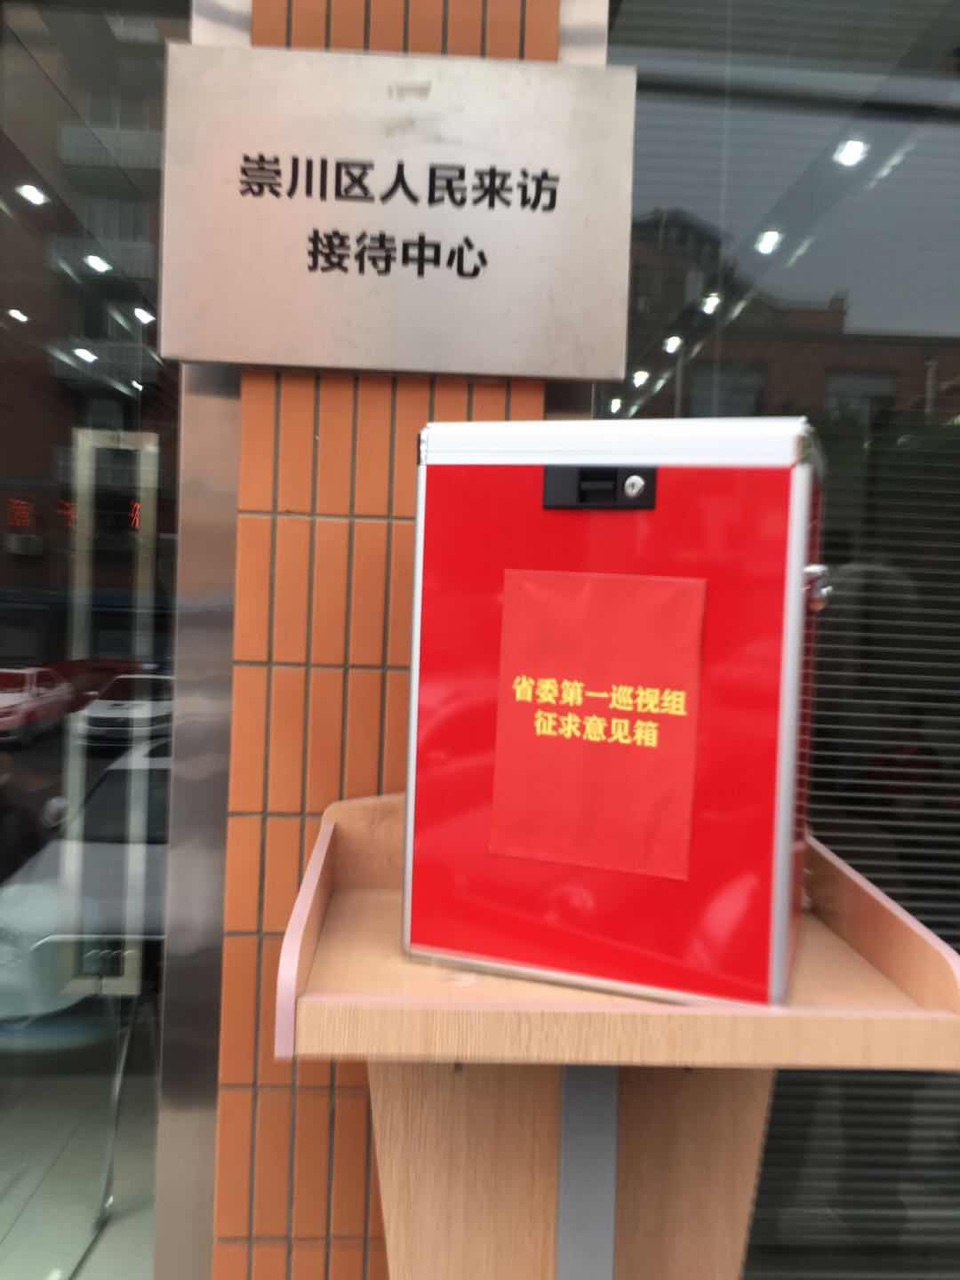 崇川区人民来访
接待中心
省委第一巡视组
征求意见箱